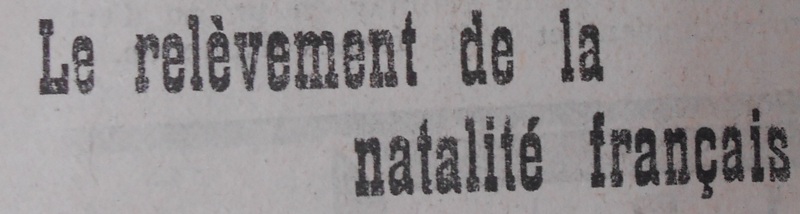 Le relèvement de la
natalité français